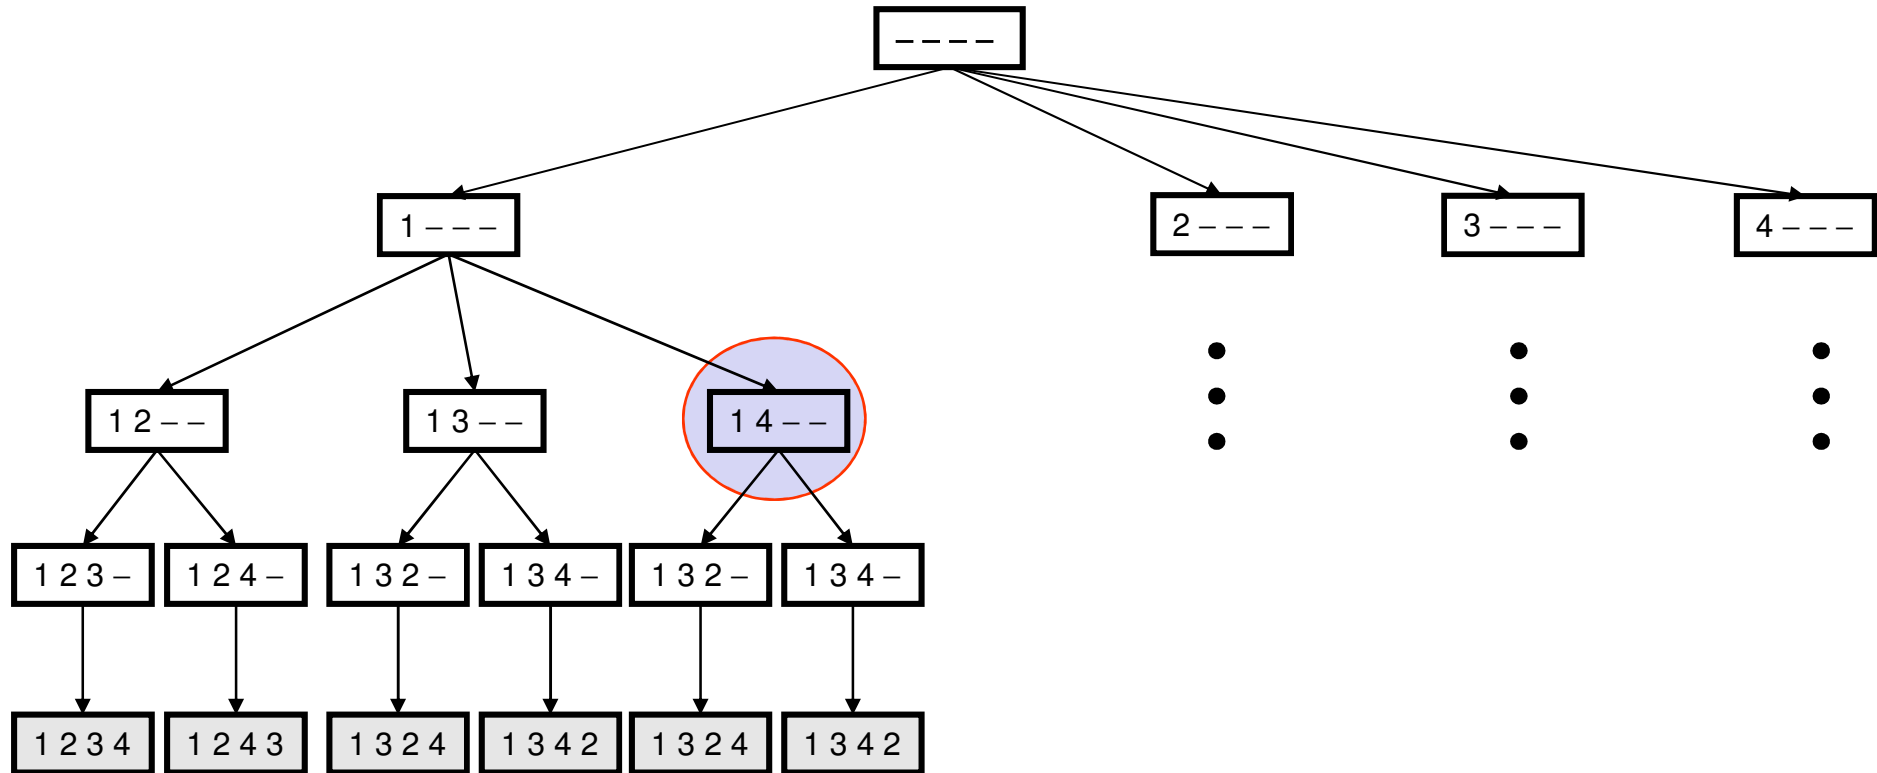 – – – –
1 – – –
2 – – –
3 – – –
4 – – –
1 2 – –
1 3 – –
1 4 – –
1 2 3 –
1 2 4 –
1 3 2 –
1 3 4 –
1 3 2 –
1 3 4 –
1 2 3 4
1 2 4 3
1 3 2 4
1 3 4 2
1 3 2 4
1 3 4 2